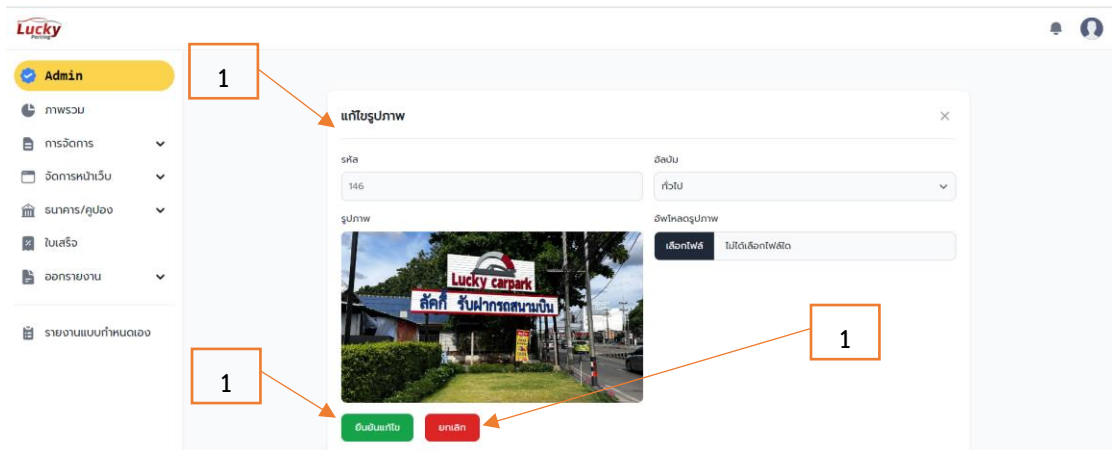 Lucky
Parking
Admin
ภาพรวม
การจัดการ
จัดการหน้าเว็บ
ธนาคาร/คูปอง
ใบเสร็จ
ออกรายงาน
รายงานแบบกำหนดเอง
1
แก้ไขรูปภาพ
รหัส
146
อัลบั้ม
ทั่วไป
รูปภาพ
อัพโหลดรูปภาพ
เลือกไฟล์ ไม่ได้เลือกไฟล์ใด
Lucky carpark
ลัคกี้ รับฝากรถสนามบิน
1
1
ยืนยันแก้ไข
ยกเลิก